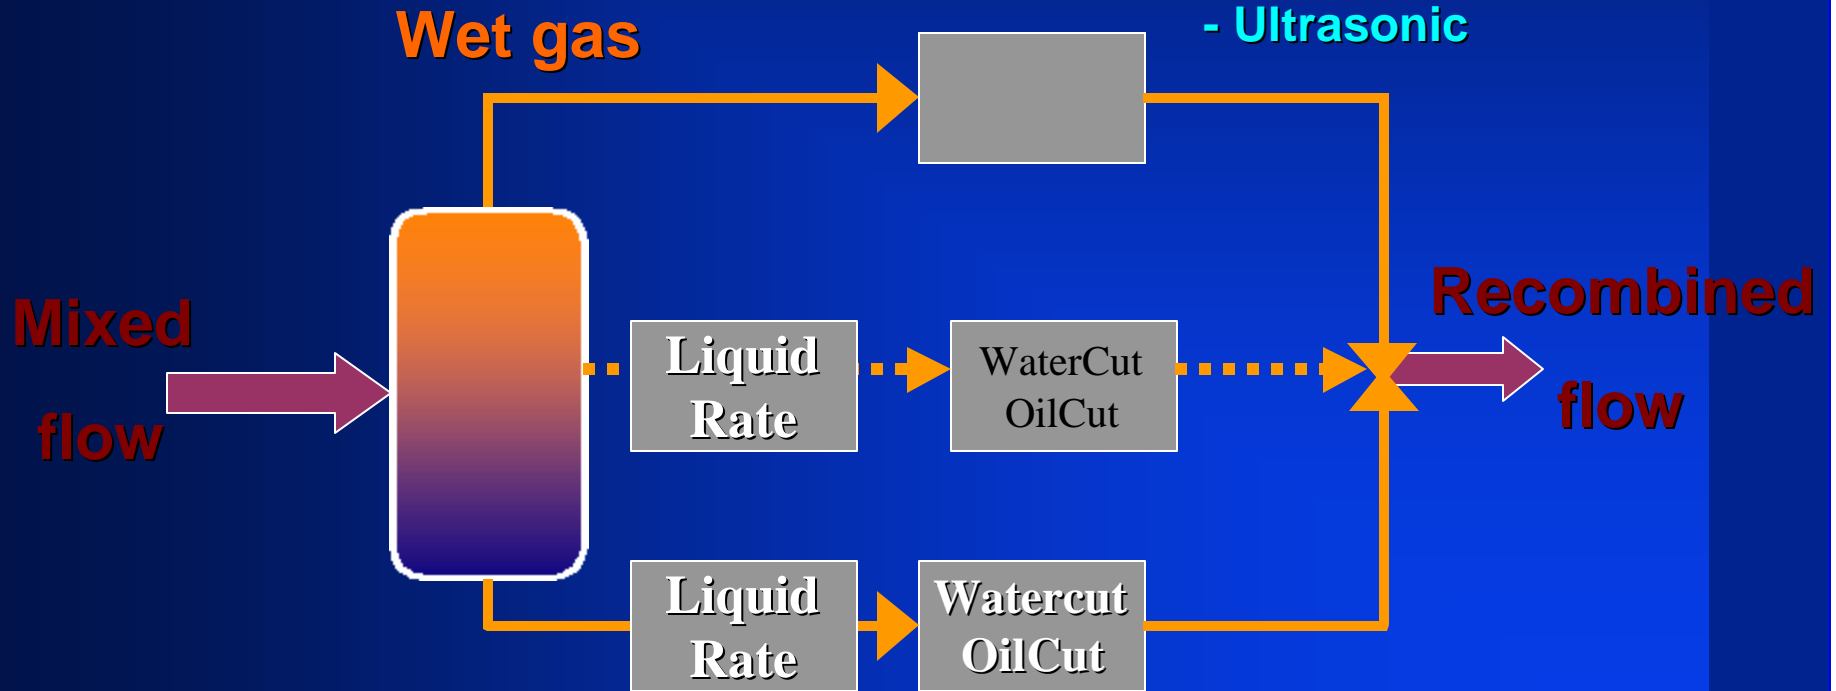 Wet gas
- Ultrasonic
Mixed
flow
Liquid
Rate
WaterCut
OilCut
Recombined
flow
Liquid
Rate
Watercut
OilCut